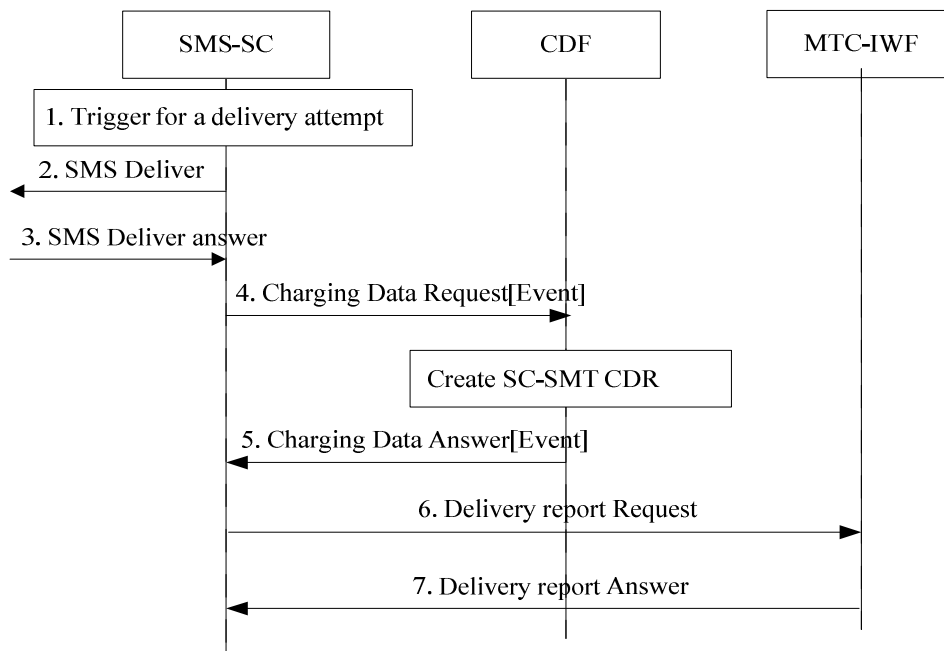 SMS-SC
CDF
MTC-IWF
1. Trigger for a delivery attempt
2. SMS Deliver
3. SMS Deliver answer
4. Charging Data Request[Event]
Create SC-SMT CDR
5. Charging Data Answer[Event]
6. Delivery report Request
7. Delivery report Answer